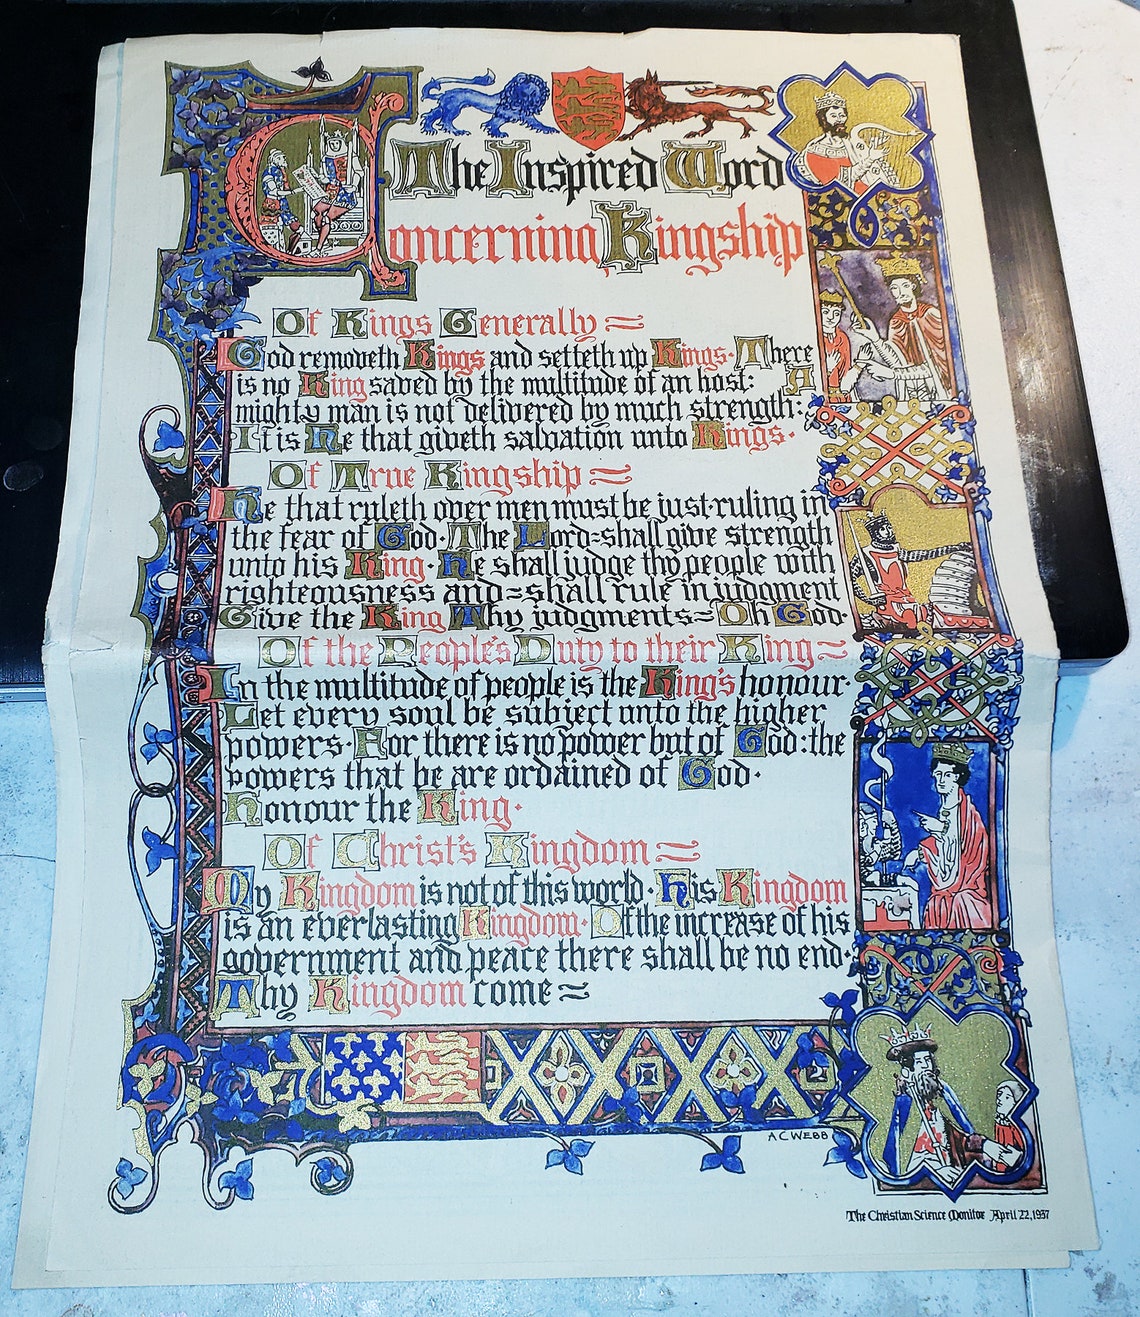 The Inspired Word
Concerning Kingship
Of Kings Generally
God removeth Kings and setteth up Kings. There
is no King saved by the multitude of an host: A
mighty man is not delivered by much strength:
It is He that giveth salvation unto Kings.
Of True Kingship
He that ruleth over men must be just, ruling in
the fear of God. The Lord = shall give strength
unto his King. He shall judge thy people with
righteousness and = shall rule in judgment
Give the King Thy judgments = Oh God.
Of the People's Duty to their King
In the multitude of people is the King's honour.
Let every soul be subject unto the higher
powers. For there is no power but of God: the
powers that be are ordained of God.
Honour the King.
Of Christ's Kingdom
My Kingdom is not of this world. His Kingdom
is an everlasting Kingdom. Of the increase of his
government and peace there shall be no end.
Thy Kingdom come =
A C WEBB
The Christian Science Monitor April 22, 1937